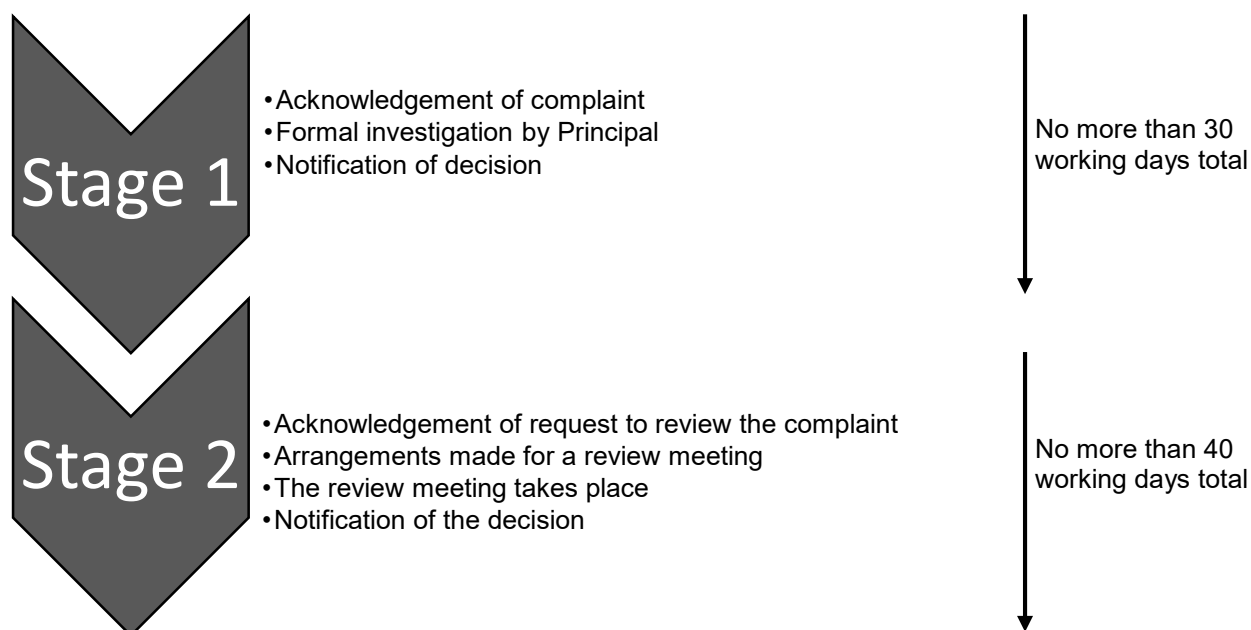 Stage 1
•Acknowledgement of complaint
•Formal investigation by Principal
•Notification of decision
No more than 30
working days total
Stage 2
•Acknowledgement of request to review the complaint
•Arrangements made for a review meeting
•The review meeting takes place
•Notification of the decision
No more than 40
working days total